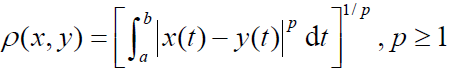 ρ(x, y) = [∫_a^b |x(t) − y(t)|^p dt]^{1/p}, p ≥ 1